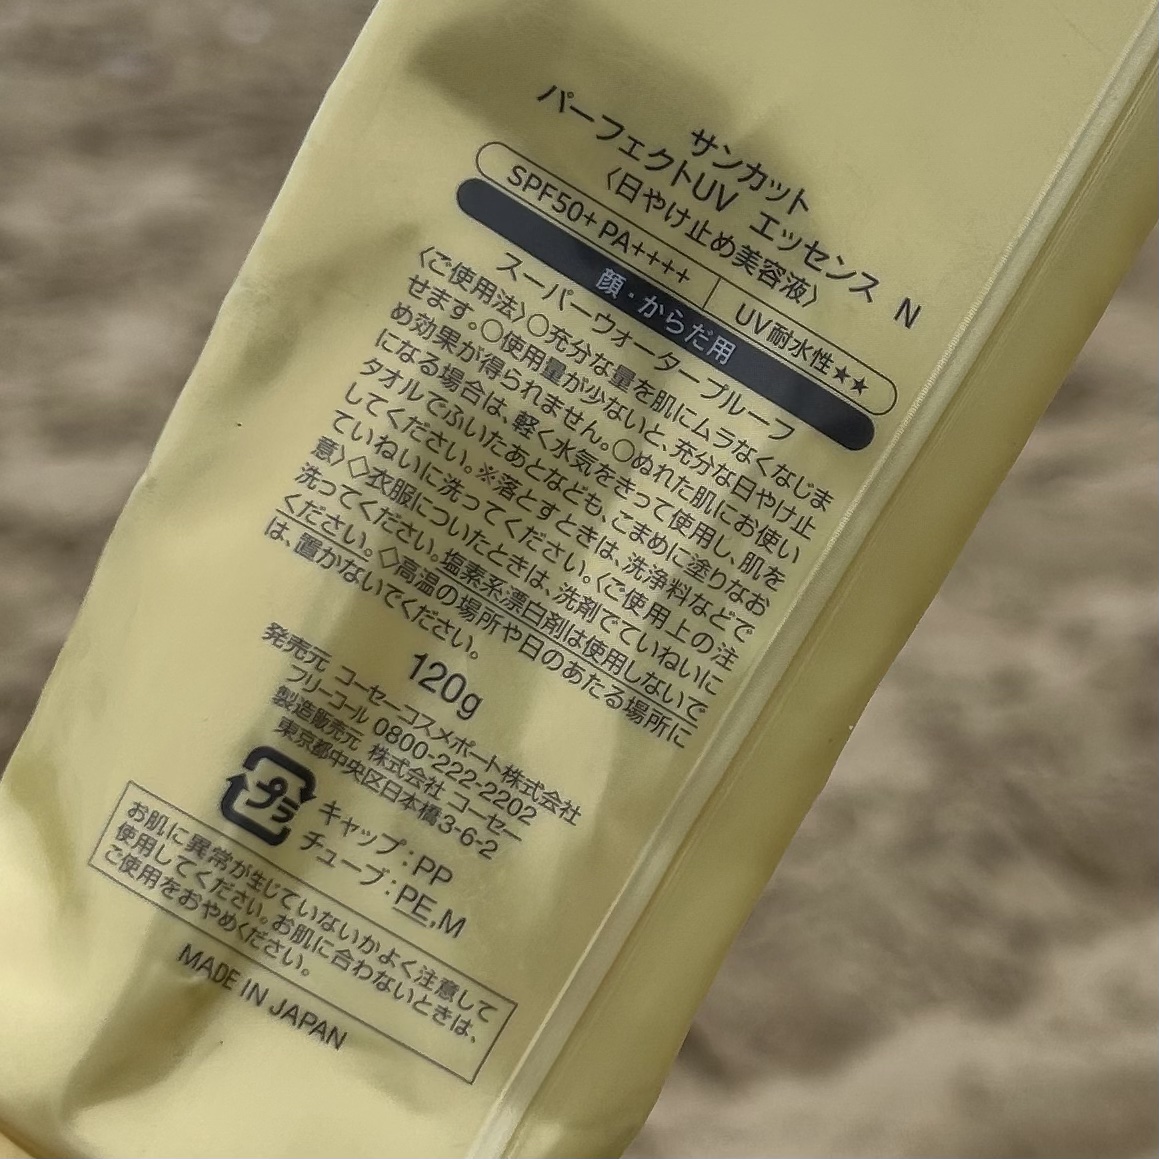 サンカット
パーフェクトUV エッセンス N
〈日やけ止め美容液〉
SPF50+ PA++++ UV耐水性★★
顔・からだ用
スーパーウォータープルーフ
〈ご使用法〉○充分な量を肌にムラなくなじま
せます。○使用量が少ないと、充分な日やけ止
め効果が得られません。○ぬれた肌にお使い
になる場合は、軽く水気をきって使用し、肌を
タオルでふいたあとなども、こまめに塗りなお
してください。※落とすときは、洗浄料などで
ていねいに洗ってください。〈ご使用上の注
意〉◇衣服についたときは、洗剤でていねいに
洗ってください。塩素系漂白剤は使用しないで
ください。◇高温の場所や日のあたる場所に
は、置かないでください。
120g
発売元 コーセーコスメポート株式会社
フリーコール 0800-222-2202
製造販売元 株式会社 コーセー
東京都中央区日本橋3-6-2
プラ
キャップ：PP
チューブ：PE,M
お肌に異常が生じていないかよく注意して
使用してください。お肌に合わないときは、
ご使用をおやめください。
MADE IN JAPAN